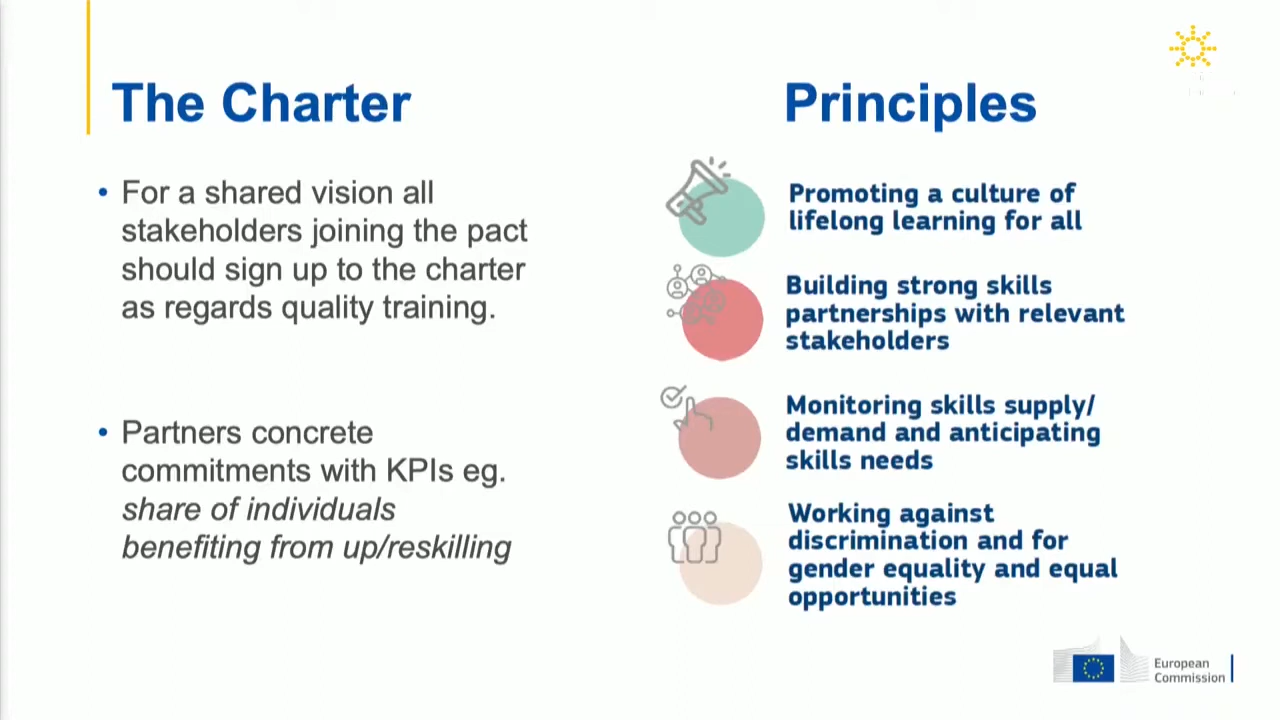 The Charter
• For a shared vision all
stakeholders joining the pact
should sign up to the charter
as regards quality training.
• Partners concrete
commitments with KPIs eg.
share of individuals
benefiting from up/reskilling
Principles
Promoting a culture of
lifelong learning for all
Building strong skills
partnerships with relevant
stakeholders
Monitoring skills supply/
demand and anticipating
skills needs
Working against
discrimination and for
gender equality and equal
opportunities
European
Commission